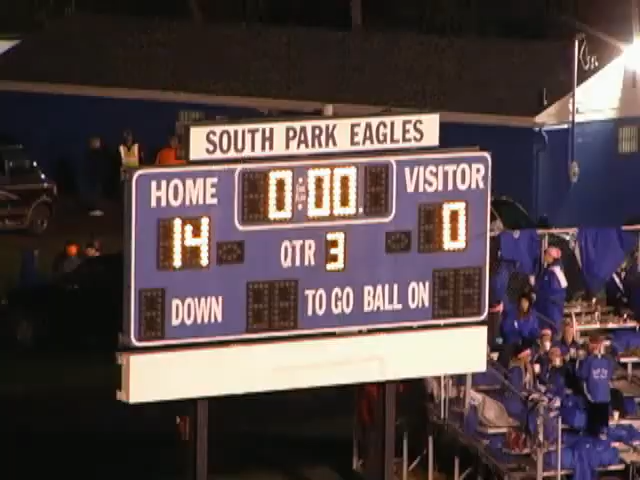 SOUTH PARK EAGLES
HOME 0:00 VISITOR
14 QTR 3 0
DOWN TO GO BALL ON